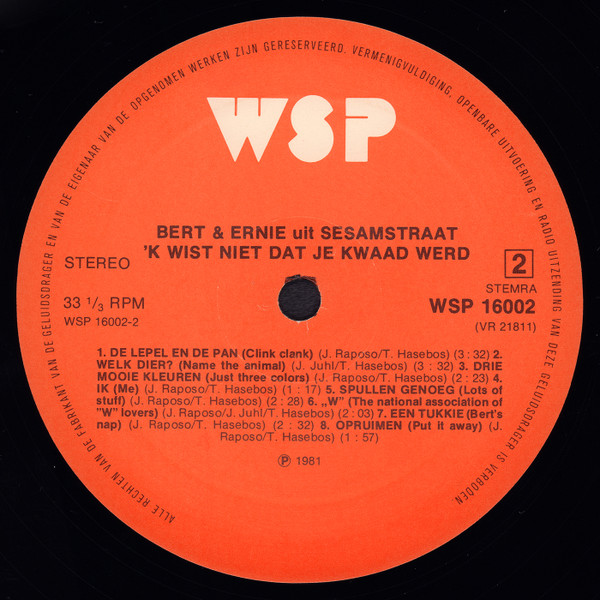 ALLE RECHTEN VAN DE FABRIKANT VAN DE GELUIDSDRAGER EN VAN DE EIGENAAR VAN DE OPGENOMEN WERKEN ZIJN GERESERVEERD. VERMENIGVULDIGING, OPENBARE UITVOERING EN RADIO UITZENDING VAN DEZE GELUIDSDRAGER IS VERBODEN
WSP
BERT & ERNIE uit SESAMSTRAAT
'K WIST NIET DAT JE KWAAD WERD
STEREO
2
STEMRA
33 1/3 RPM
WSP 16002
WSP 16002-2
(VR 21811)
1. DE LEPEL EN DE PAN (Clink clank) (J. Raposo/T. Hasebos) (3 : 32) 2.
WELK DIER? (Name the animal) (J. Juhl/T. Hasebos) (3 : 32) 3. DRIE
MOOIE KLEUREN (Just three colors) (J. Raposo/T. Hasebos) (2 : 23) 4.
IK (Me) (J. Raposo/T. Hasebos) (1 : 17) 5. SPULLEN GENOEG (Lots of
stuff) (J. Raposo/T. Hasebos) (2 : 28) 6. „W" (The national association of
"W" lovers) (J. Raposo/J. Juhl/T. Hasebos) (2 : 03) 7. EEN TUKKIE (Bert's
nap) (J. Raposo/T. Hasebos) (2 : 32) 8. OPRUIMEN (Put it away) (J.
Raposo/T. Hasebos) (1 : 57)
Ⓟ 1981